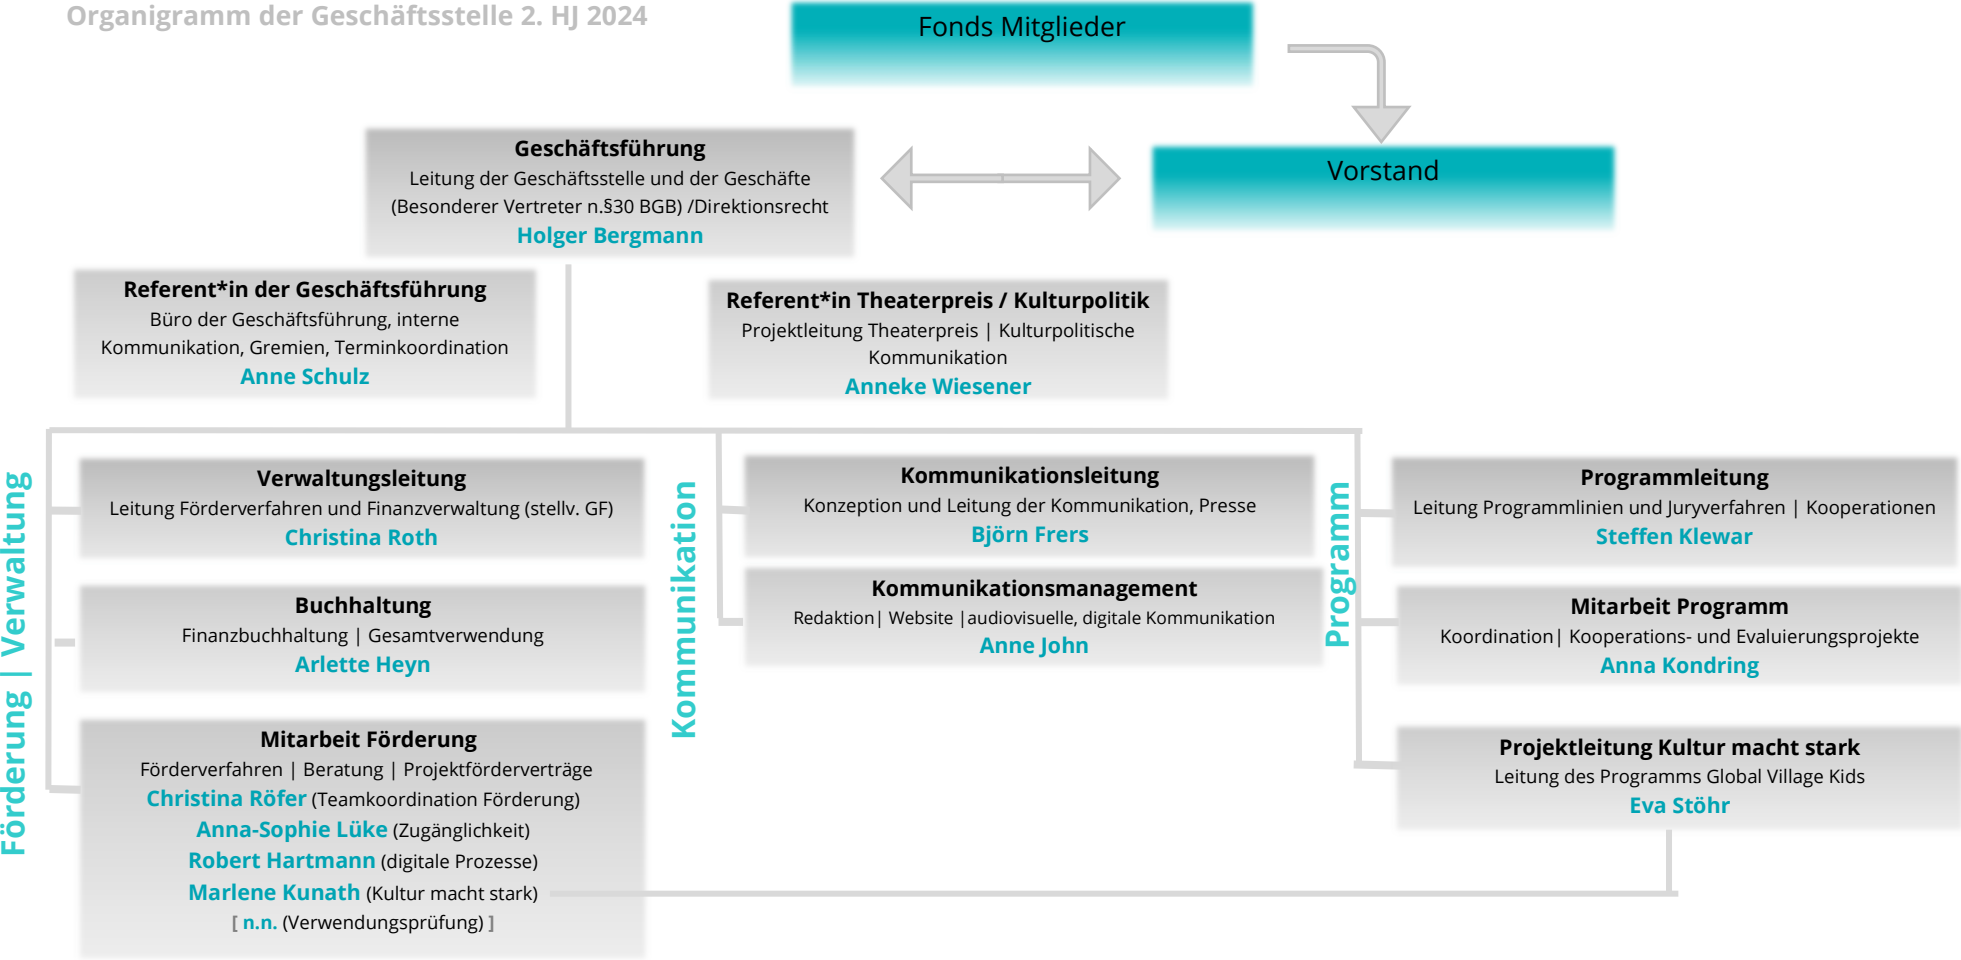 Organigramm der Geschäftsstelle 2. HJ 2024
Fonds Mitglieder
Vorstand
Geschäftsführung
Leitung der Geschäftsstelle und der Geschäfte
(Besonderer Vertreter n.§30 BGB) /Direktionsrecht
Holger Bergmann
Referent*in der Geschäftsführung
Büro der Geschäftsführung, interne
Kommunikation, Gremien, Terminkoordination
Anne Schulz
Referent*in Theaterpreis / Kulturpolitik
Projektleitung Theaterpreis | Kulturpolitische
Kommunikation
Anneke Wiesener
Förderung | Verwaltung
Verwaltungsleitung
Leitung Förderverfahren und Finanzverwaltung (stellv. GF)
Christina Roth
Buchhaltung
Finanzbuchhaltung | Gesamtverwendung
Arlette Heyn
Mitarbeit Förderung
Förderverfahren | Beratung | Projektförderverträge
Christina Röfer (Teamkoordination Förderung)
Anna-Sophie Lüke (Zugänglichkeit)
Robert Hartmann (digitale Prozesse)
Marlene Kunath (Kultur macht stark)
[ n.n. (Verwendungsprüfung) ]
Kommunikation
Kommunikationsleitung
Konzeption und Leitung der Kommunikation, Presse
Björn Frers
Kommunikationsmanagement
Redaktion| Website |audiovisuelle, digitale Kommunikation
Anne John
Programm
Programmleitung
Leitung Programmlinien und Juryverfahren | Kooperationen
Steffen Klewar
Mitarbeit Programm
Koordination| Kooperations- und Evaluierungsprojekte
Anna Kondring
Projektleitung Kultur macht stark
Leitung des Programms Global Village Kids
Eva Stöhr